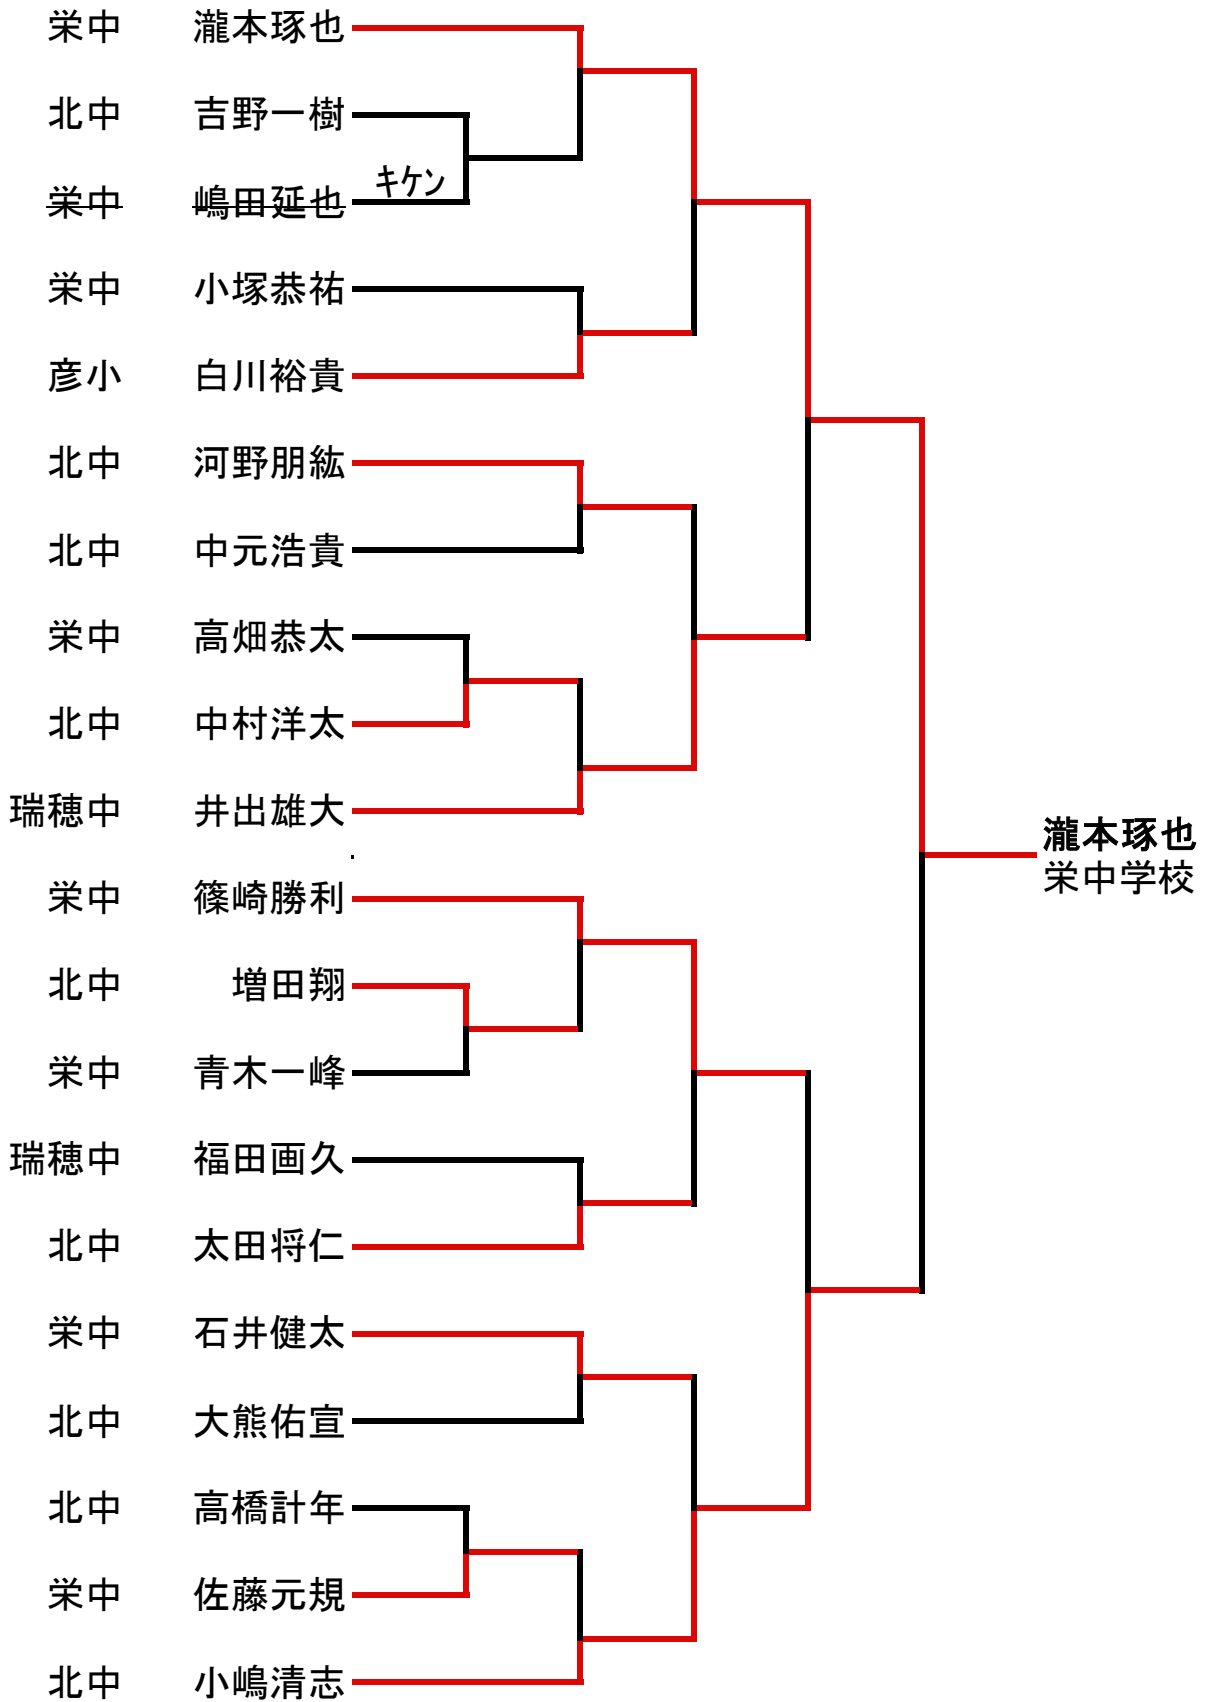 栄中 瀧本琢也
北中 吉野一樹
キケン
栄中 嶋田延也
栄中 小塚恭祐
彦小 白川裕貴
北中 河野朋紘
北中 中元浩貴
栄中 高畑恭太
北中 中村洋太
瑞穂中 井出雄大
瀧本琢也
栄中学校
栄中 篠崎勝利
北中 増田翔
栄中 青木一峰
瑞穂中 福田画久
北中 太田将仁
栄中 石井健太
北中 大熊佑宣
北中 高橋計年
栄中 佐藤元規
北中 小嶋清志